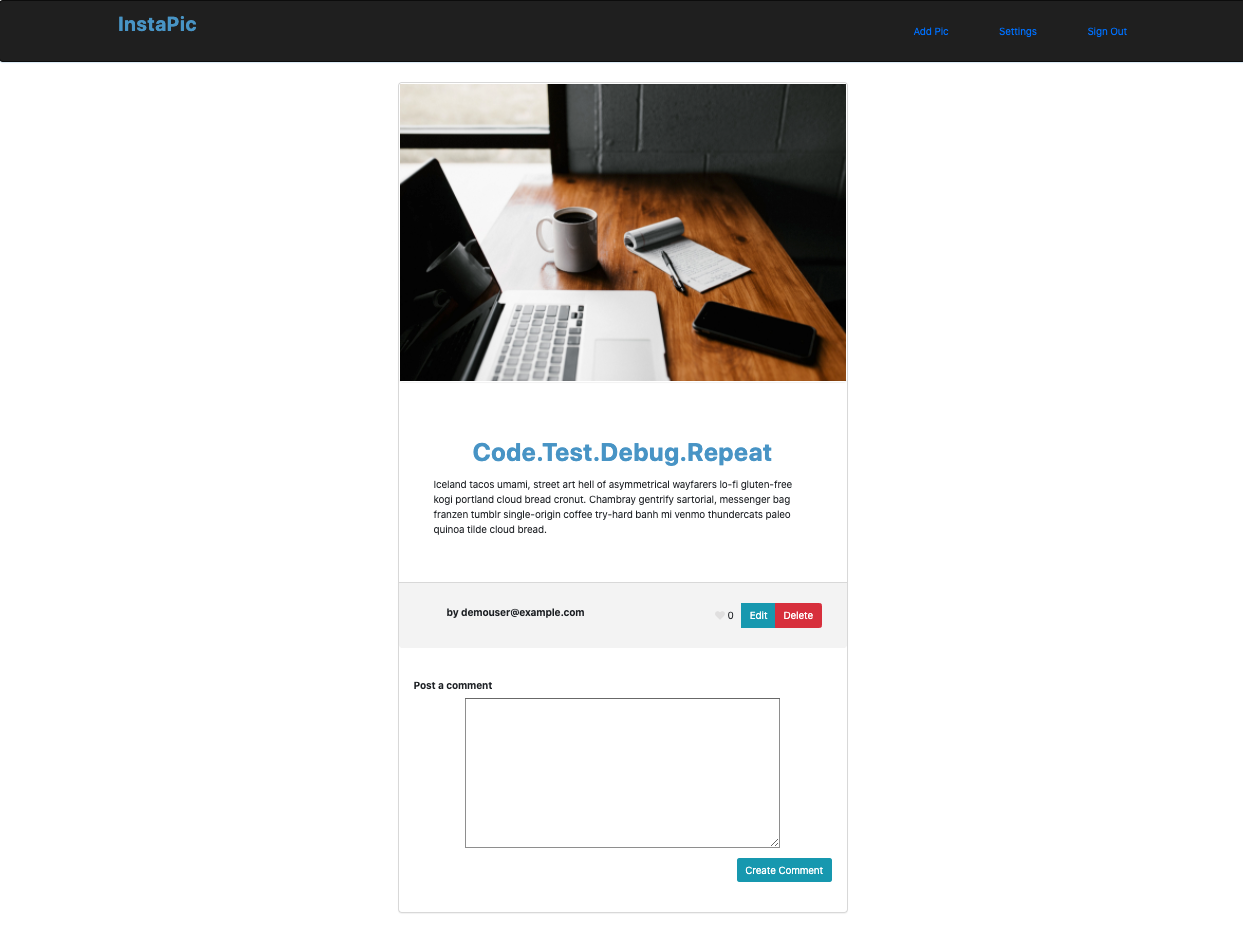 InstaPic
Add Pic Settings Sign Out
Code.Test.Debug.Repeat
Iceland tacos umami, street art hell of asymmetrical wayfarers lo-fi gluten-free
kogi portland cloud bread cronut. Chambray gentrify sartorial, messenger bag
franzen tumblr single-origin coffee try-hard banh mi venmo thundercats paleo
quinoa tilde cloud bread.
by demouser@example.com
0 Edit Delete
Post a comment
Create Comment